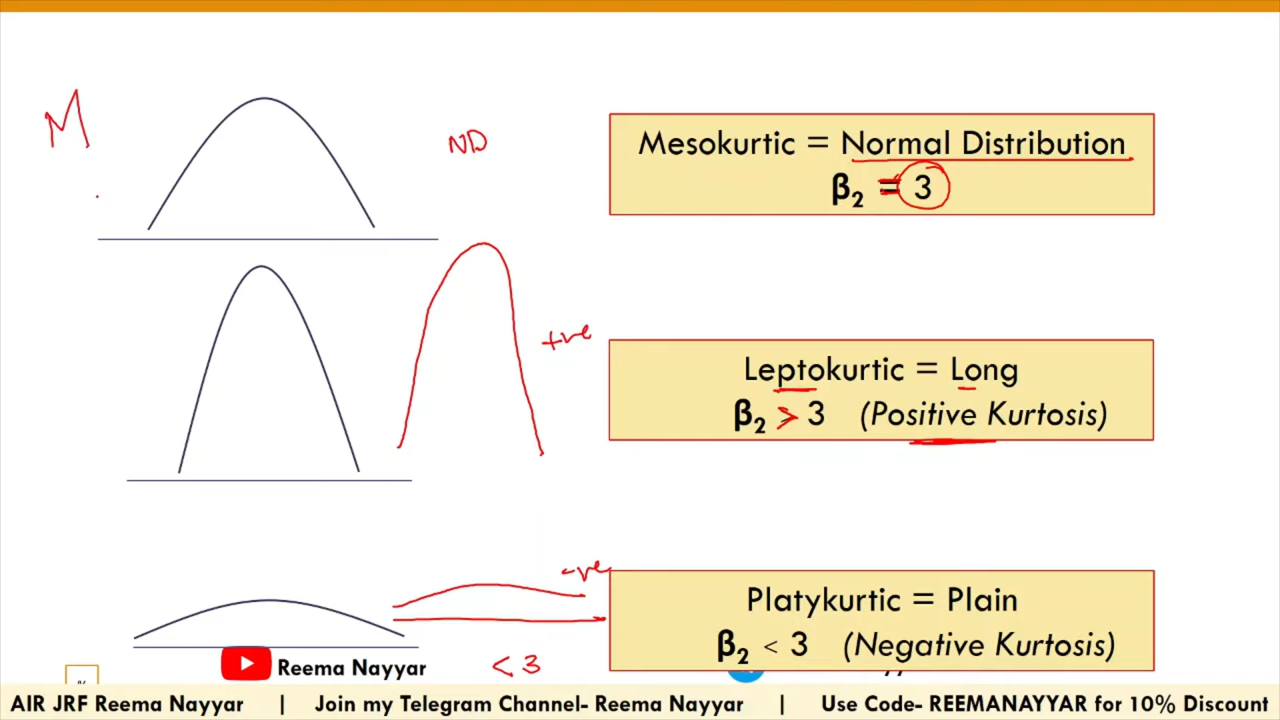 M
ND
Mesokurtic = Normal Distribution
β₂ = 3
+ve
Leptokurtic = Long
β₂ > 3 (Positive Kurtosis)
-ve
Platykurtic = Plain
β₂ < 3 (Negative Kurtosis)
Reema Nayyar
< 3
AIR JRF Reema Nayyar | Join my Telegram Channel- Reema Nayyar | Use Code- REEMANAYYAR for 10% Discount